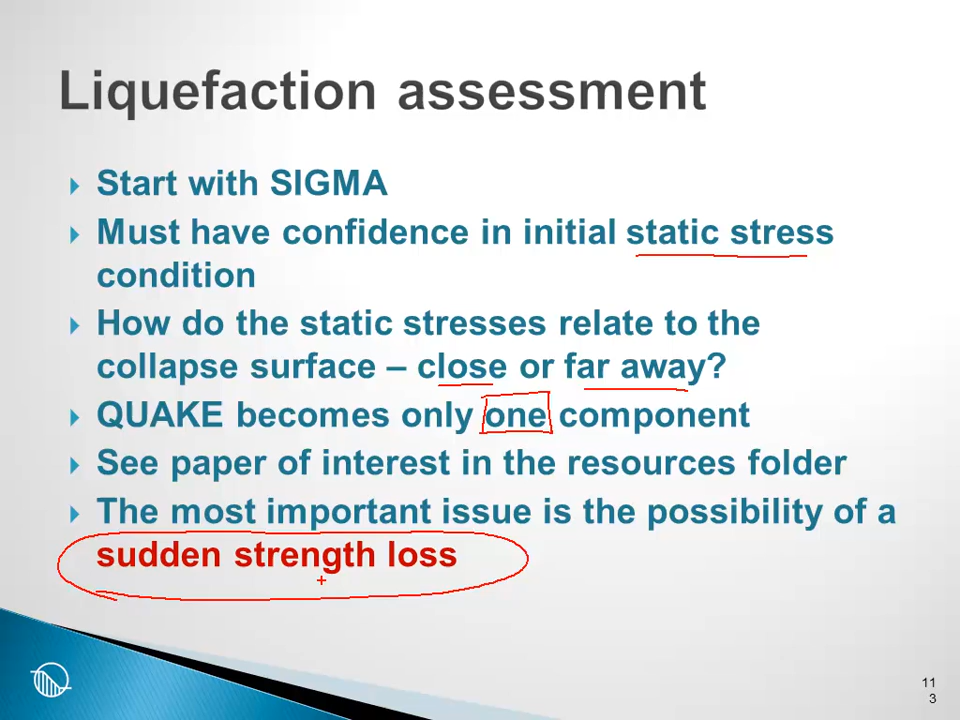 Liquefaction assessment
Start with SIGMA
Must have confidence in initial static stress
condition
How do the static stresses relate to the
collapse surface – close or far away?
QUAKE becomes only one component
See paper of interest in the resources folder
The most important issue is the possibility of a
sudden strength loss
11
3